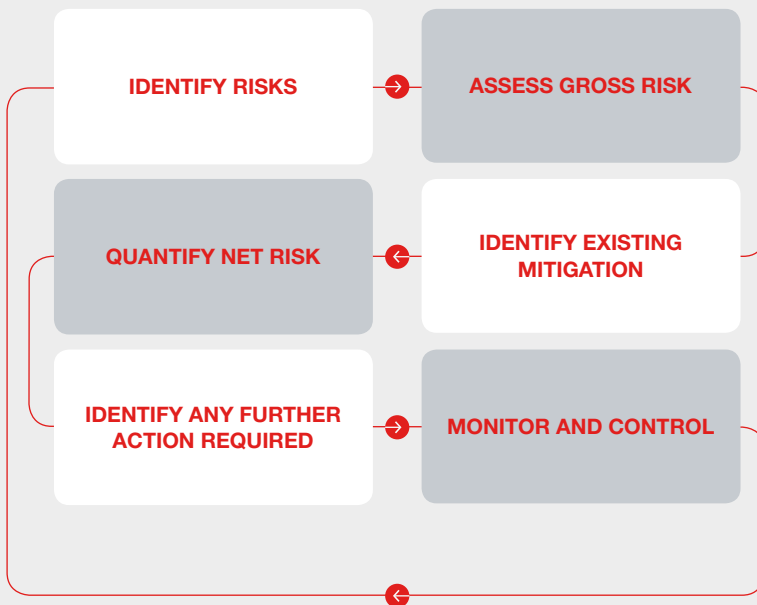 IDENTIFY RISKS
ASSESS GROSS RISK
QUANTIFY NET RISK
IDENTIFY EXISTING
MITIGATION
IDENTIFY ANY FURTHER
ACTION REQUIRED
MONITOR AND CONTROL